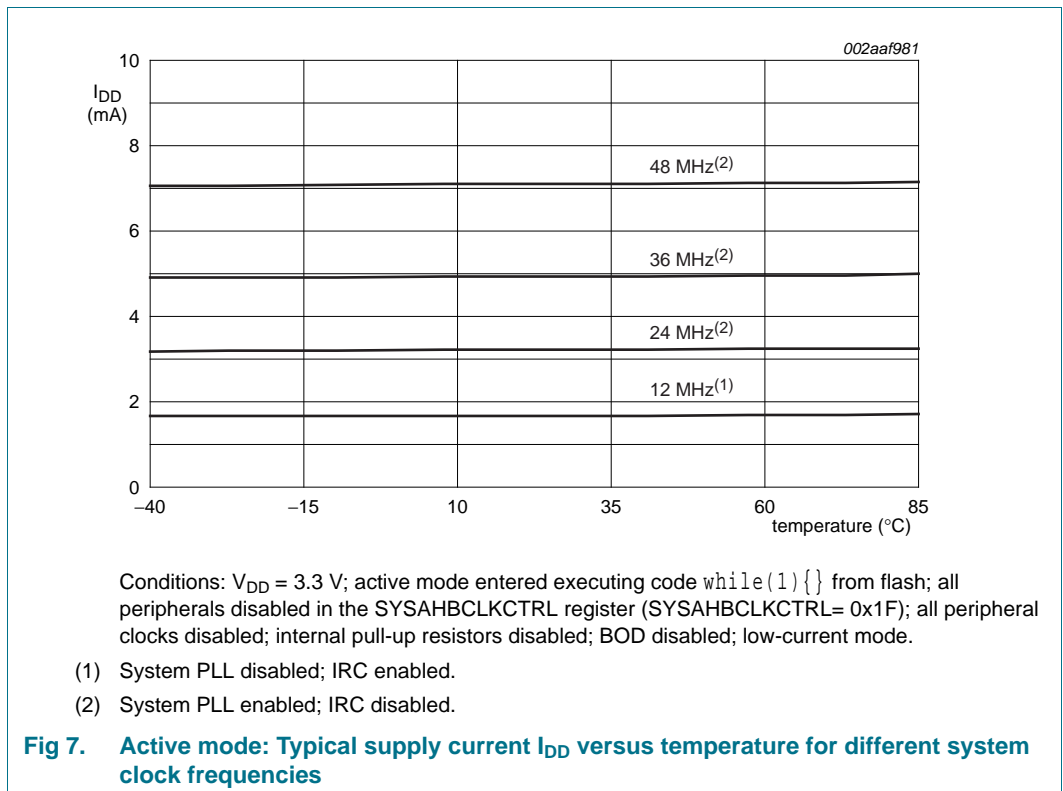 002aaf981
10
I_DD
(mA)
8
48 MHz(2)
6
36 MHz(2)
4
24 MHz(2)
12 MHz(1)
2
0
−40 −15 10 35 60 85
temperature (°C)
Conditions: V_DD = 3.3 V; active mode entered executing code while(1){} from flash; all
peripherals disabled in the SYSAHBCLKCTRL register (SYSAHBCLKCTRL= 0x1F); all peripheral
clocks disabled; internal pull-up resistors disabled; BOD disabled; low-current mode.
(1) System PLL disabled; IRC enabled.
(2) System PLL enabled; IRC disabled.
Fig 7. Active mode: Typical supply current I_DD versus temperature for different system
clock frequencies